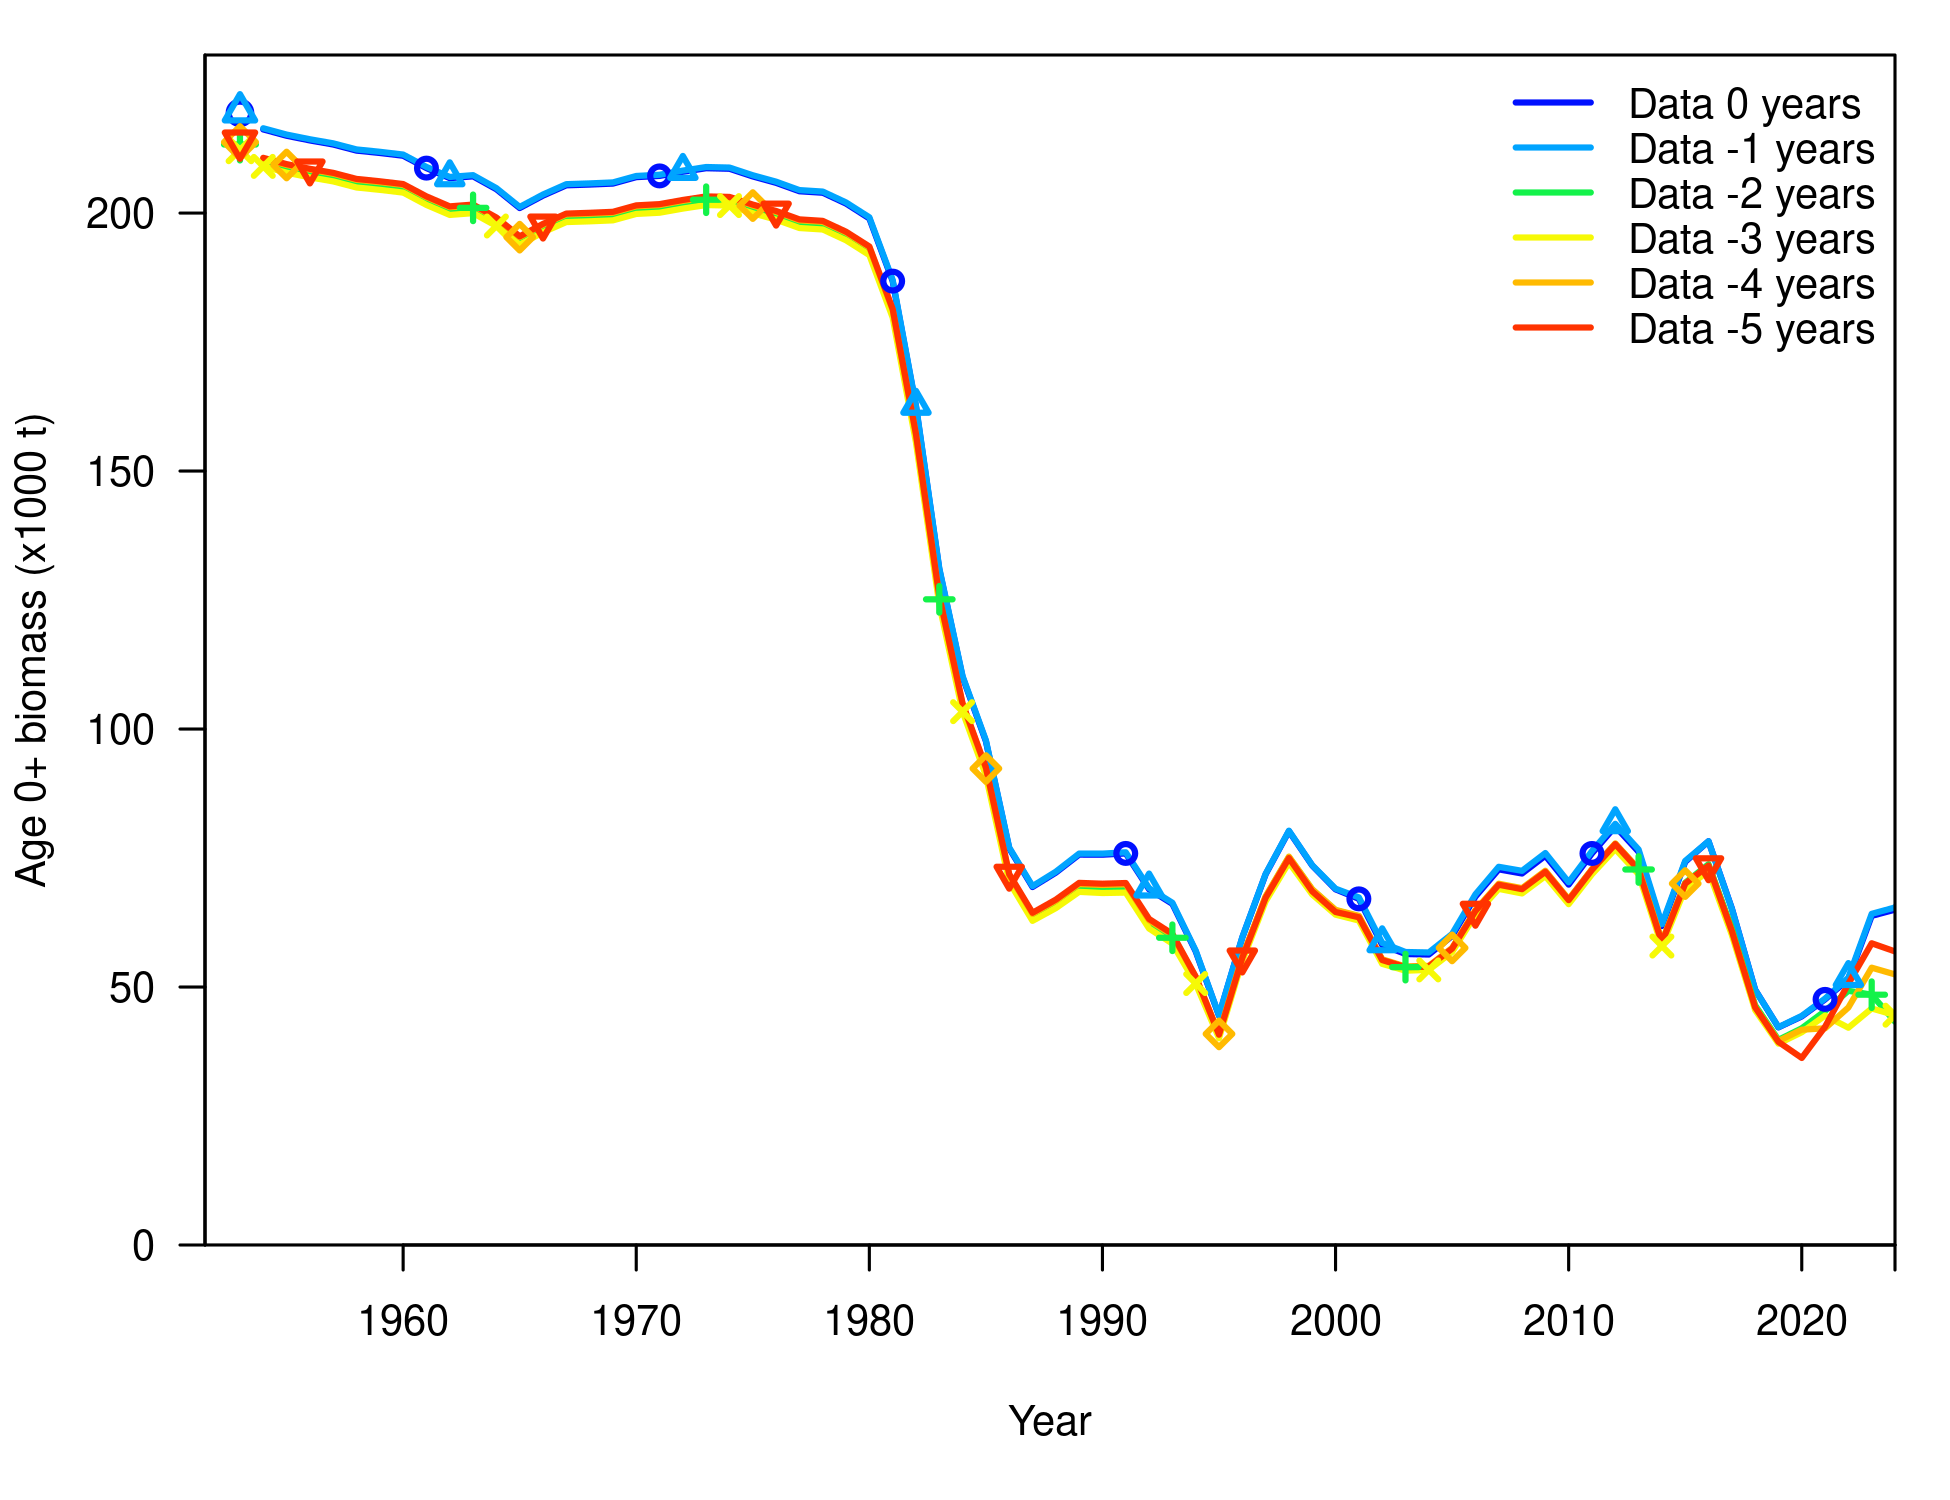 Data 0 years
Data -1 years
Data -2 years
Data -3 years
Data -4 years
Data -5 years
Age 0+ biomass (x1000 t)
200
150
100
50
0
1960 1970 1980 1990 2000 2010 2020
Year